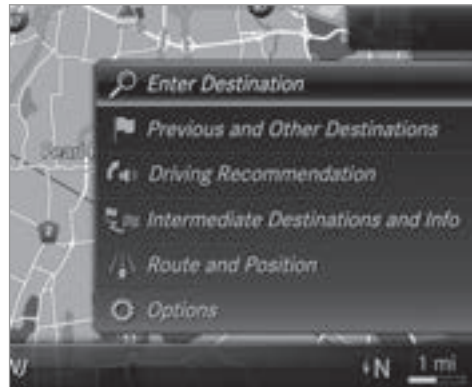 Enter Destination
Previous and Other Destinations
Driving Recommendation
Intermediate Destinations and Info
Route and Position
Options
N 1 mi